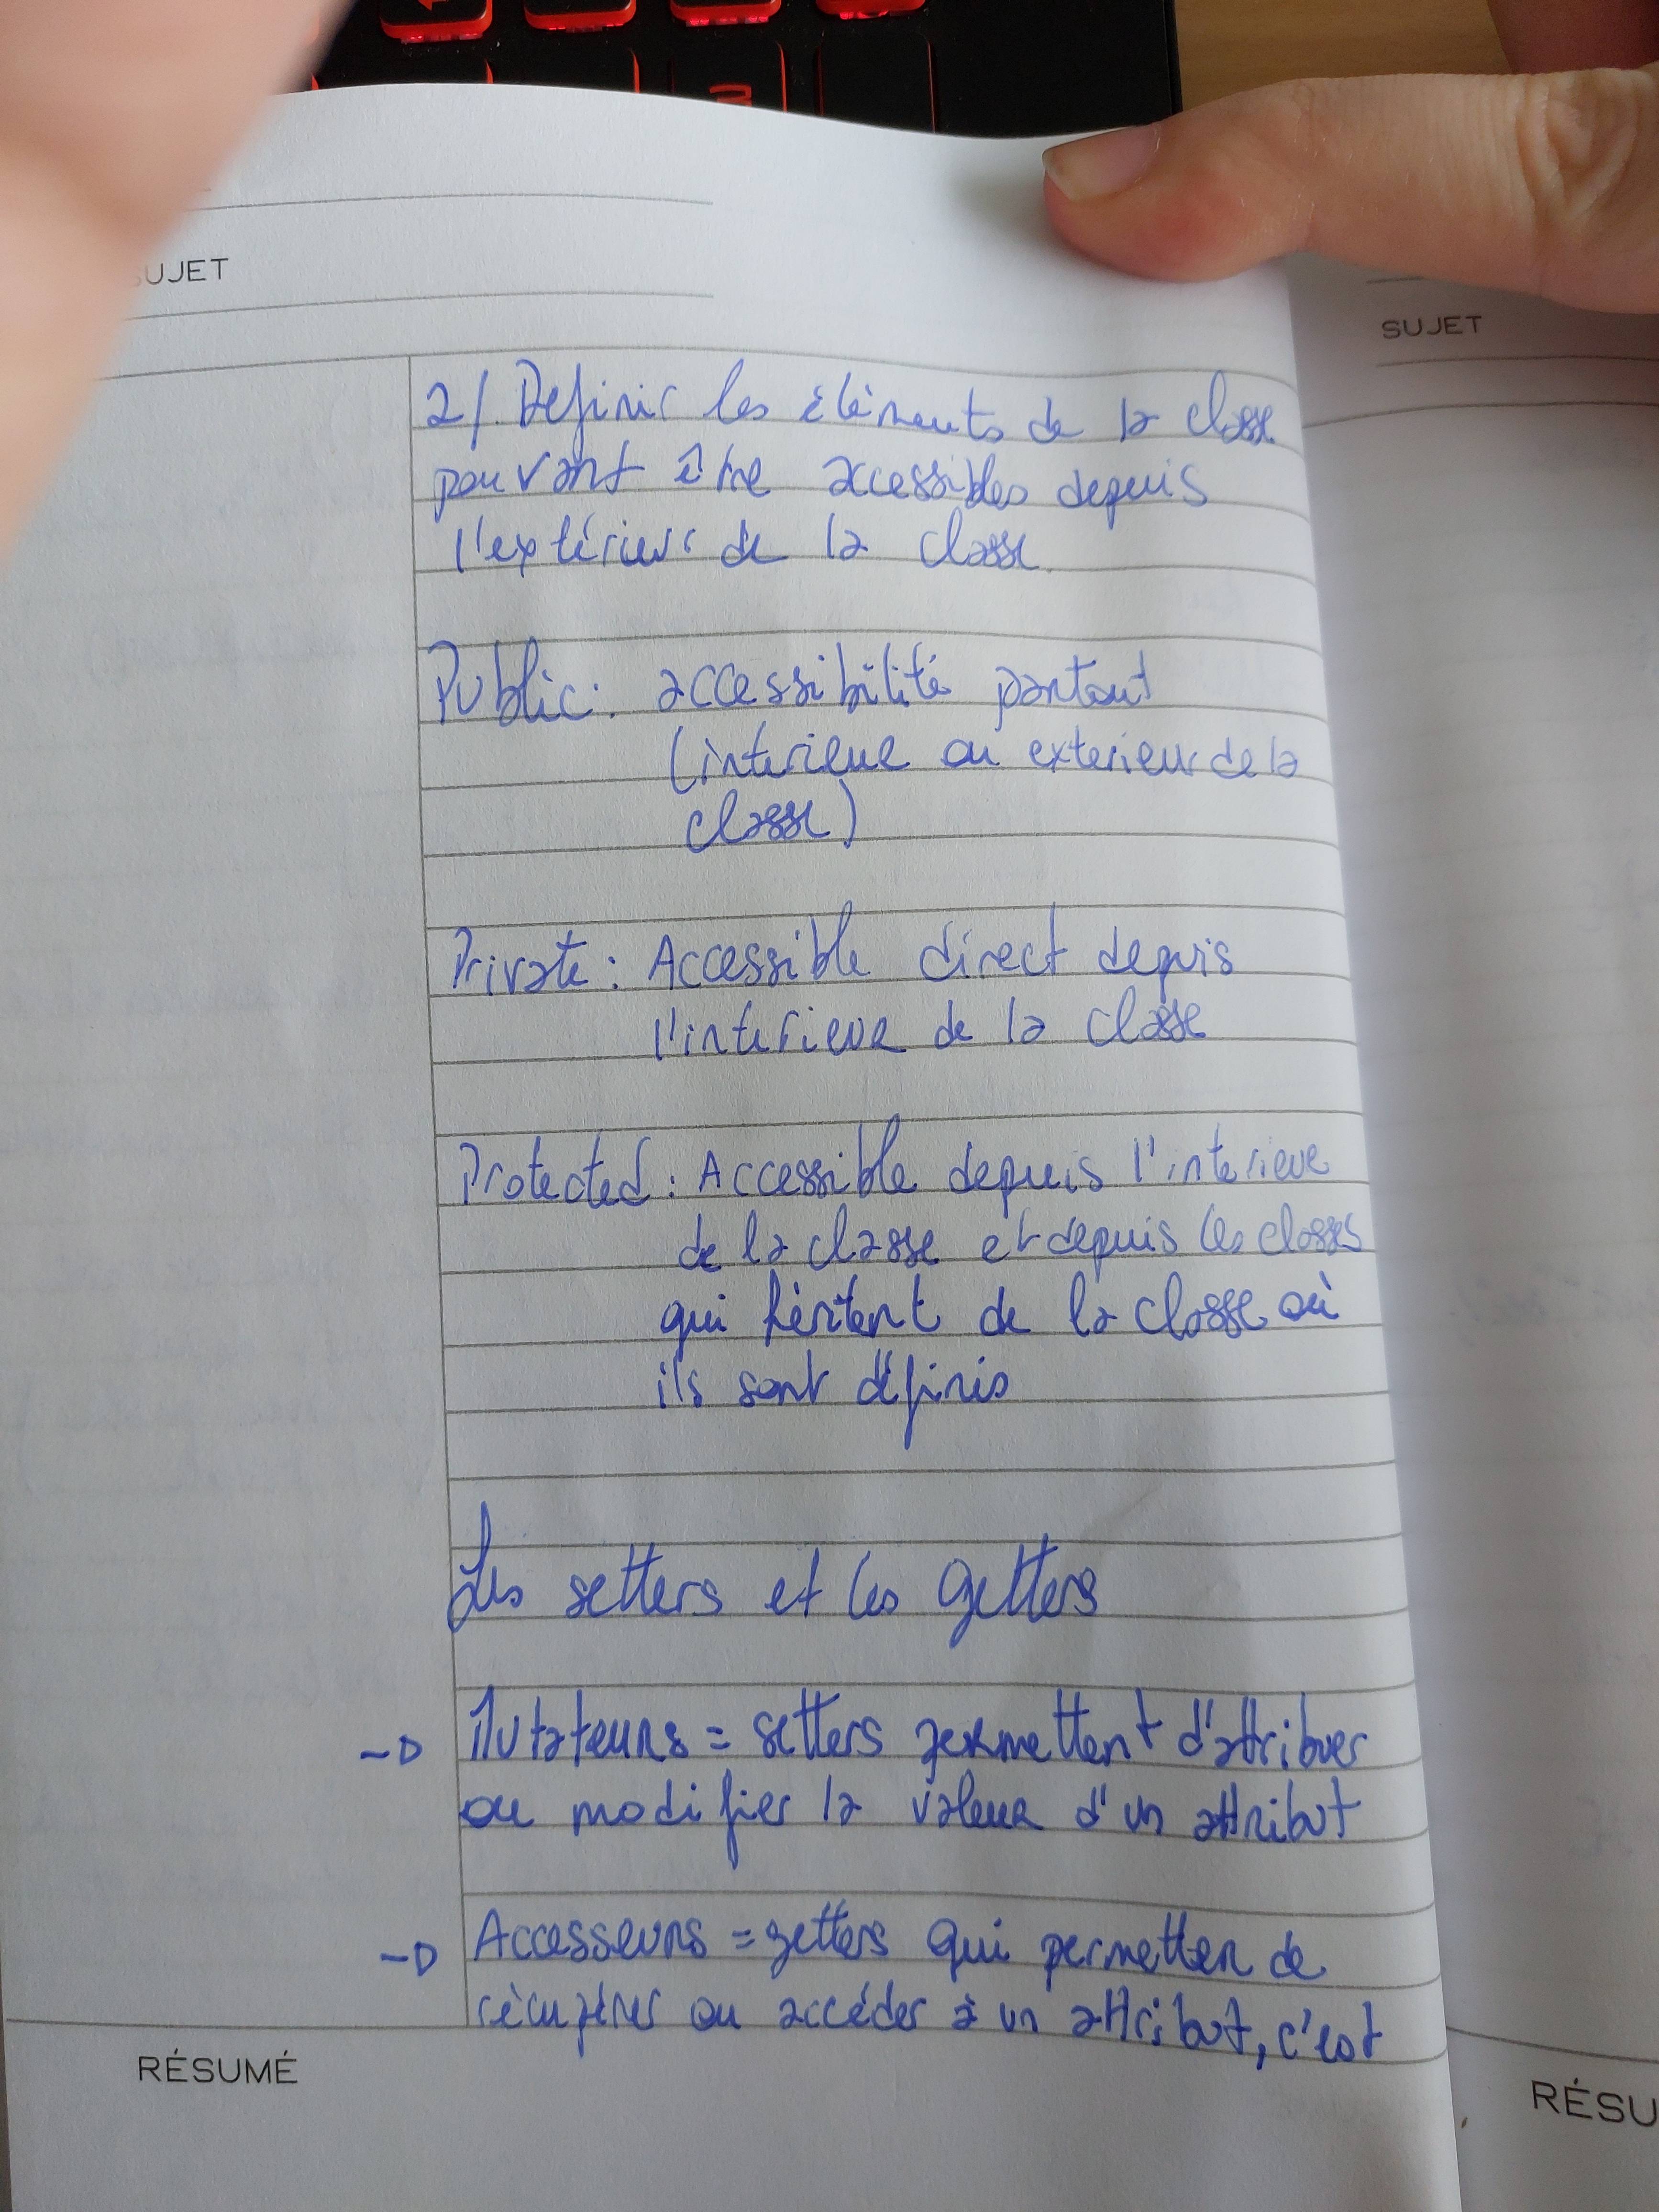 SUJET
SUJET
2/. Définir les éléments de la classe
pouvant être accessibles depuis
l'extérieur de la classe.
Public: accessibilité partout
(interieur ou exterieur de la
classe)
Private: Accessible direct depuis
l'interieur de la classe
Protected: Accessible depuis l'interieur
de la classe et depuis les classes
qui héritent de la classe où
ils sont définis
Les setters et les getters
-> Mutateurs = setters permettent d'attribuer
ou modifier la valeur d'un attribut
-> Accesseurs = getters qui permetten de
récupérer ou accéder à un attribut, c'est
RÉSUMÉ
RÉSU